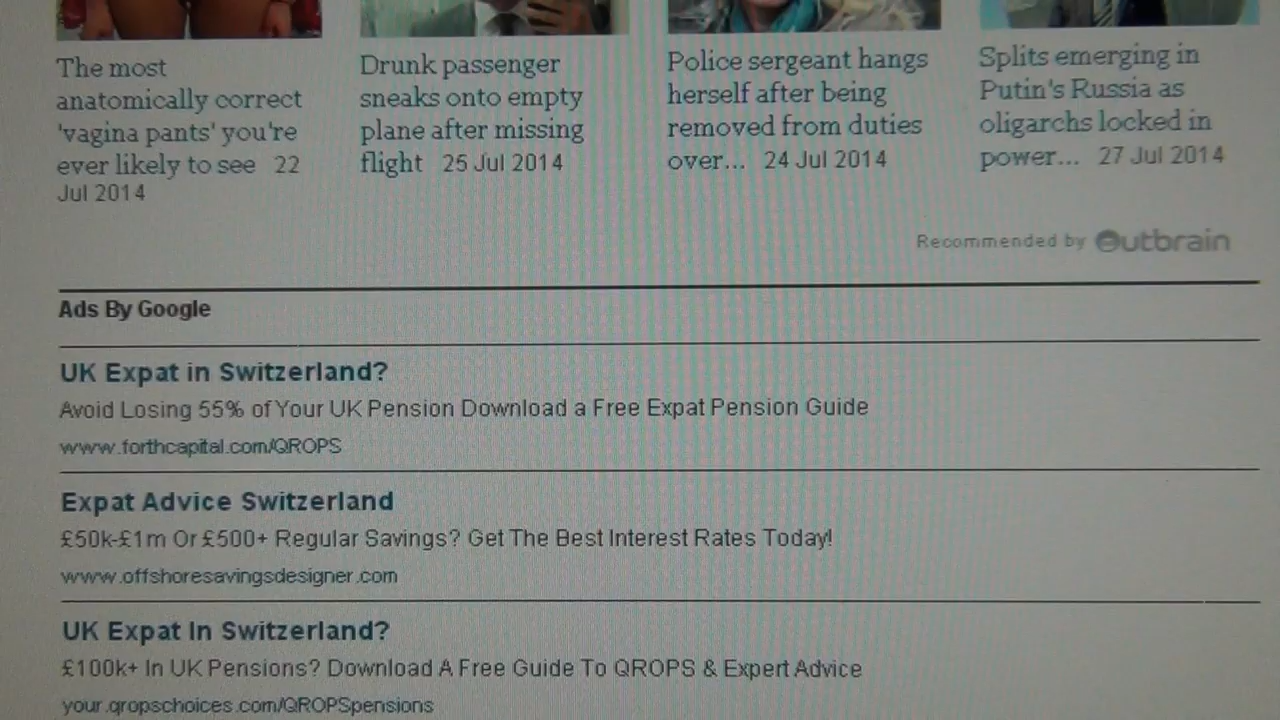 The most
anatomically correct
'vagina pants' you're
ever likely to see 22
Jul 2014
Drunk passenger
sneaks onto empty
plane after missing
flight 25 Jul 2014
Police sergeant hangs
herself after being
removed from duties
over... 24 Jul 2014
Splits emerging in
Putin's Russia as
oligarchs locked in
power... 27 Jul 2014
Recommended by Outbrain
Ads By Google
UK Expat in Switzerland?
Avoid Losing 55% of Your UK Pension Download a Free Expat Pension Guide
www.forthcapital.com/QROPS
Expat Advice Switzerland
£50k-£1m Or £500+ Regular Savings? Get The Best Interest Rates Today!
www.offshoresavingsdesigner.com
UK Expat In Switzerland?
£100k+ In UK Pensions? Download A Free Guide To QROPS & Expert Advice
your.qropschoices.com/QROPSpensions